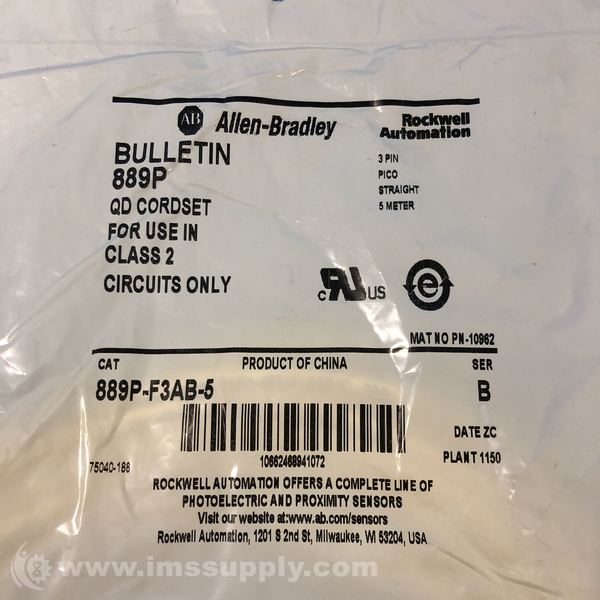 AB Allen-Bradley
Rockwell
Automation
BULLETIN
889P
QD CORDSET
FOR USE IN
CLASS 2
CIRCUITS ONLY
3 PIN
PICO
STRAIGHT
5 METER
c RU US
e
MAT NO PN-10962
CAT
PRODUCT OF CHINA
SER
889P-F3AB-5
B
10662468941072
DATE ZC
PLANT 1150
75040-186
ROCKWELL AUTOMATION OFFERS A COMPLETE LINE OF
PHOTOELECTRIC AND PROXIMITY SENSORS
Visit our website at:www.ab.com/sensors
Rockwell Automation, 1201 S 2nd St, Milwaukee, WI 53204, USA
www.imssupply.com/